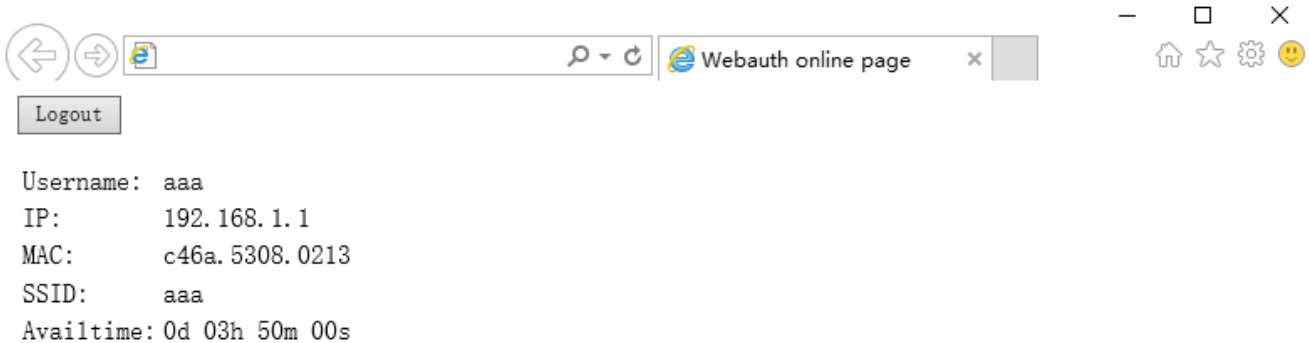 Webauth online page
Logout
Username: aaa
IP: 192.168.1.1
MAC: c46a.5308.0213
SSID: aaa
Availtime: 0d 03h 50m 00s